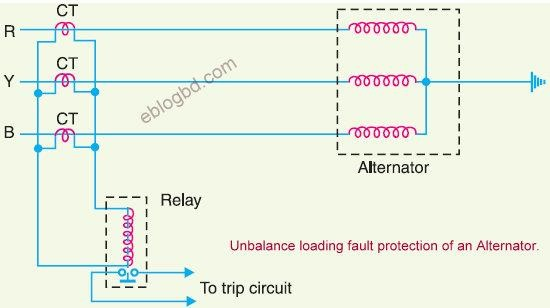 CT
R
CT
Y
CT
B
eblogbd.com
Alternator
Relay
Unbalance loading fault protection of an Alternator.
To trip circuit